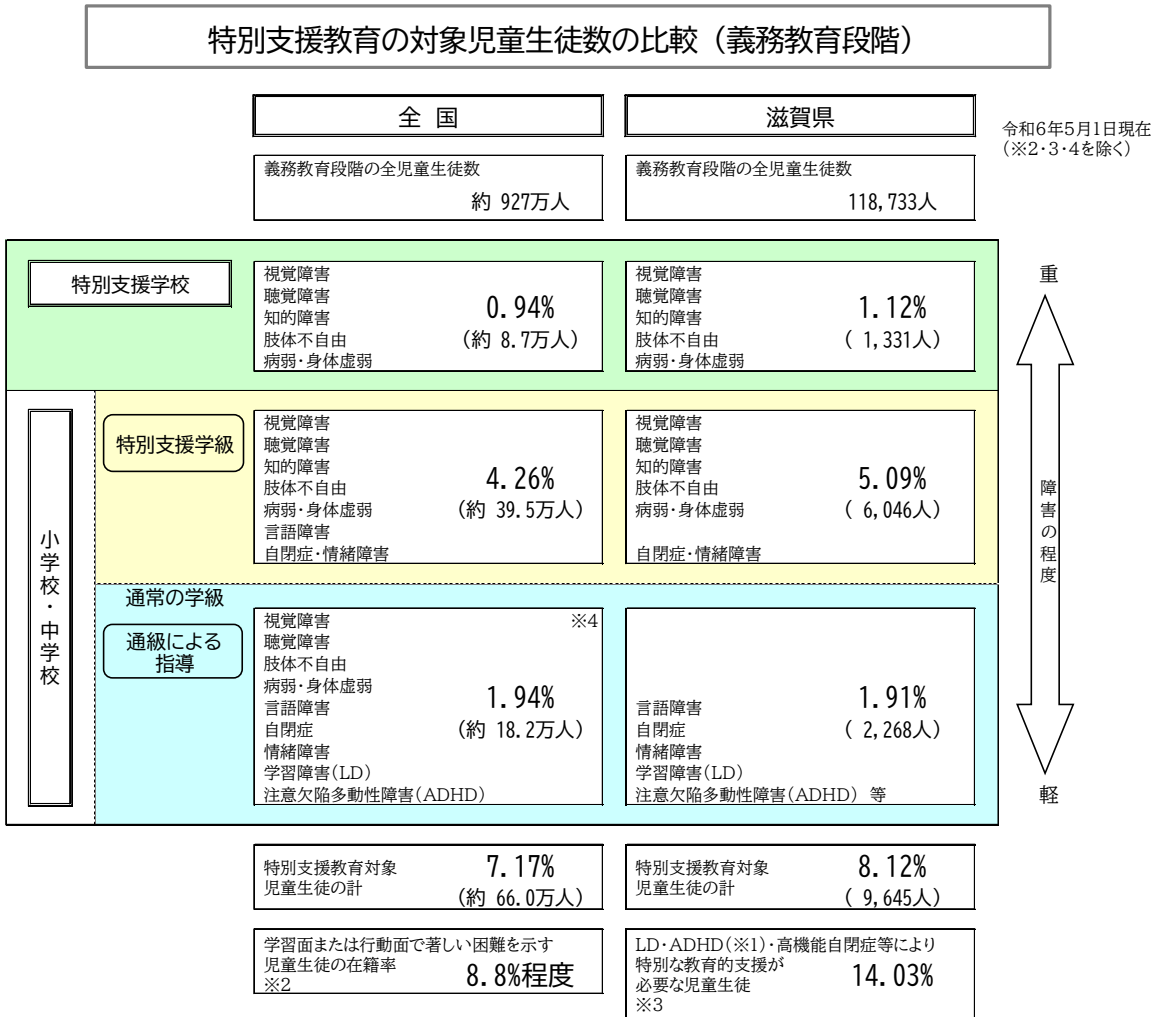 特別支援教育の対象児童生徒数の比較（義務教育段階）
全 国
滋賀県
令和6年5月1日現在
（※2・3・4を除く）
義務教育段階の全児童生徒数
約 927万人
義務教育段階の全児童生徒数
118,733人
特別支援学校
視覚障害
聴覚障害
知的障害
肢体不自由
病弱・身体虚弱
0.94%
(約 8.7万人)
視覚障害
聴覚障害
知的障害
肢体不自由
病弱・身体虚弱
1.12%
( 1,331人)
重
障害の程度
軽
小学校・中学校
特別支援学級
視覚障害
聴覚障害
知的障害
肢体不自由
病弱・身体虚弱
言語障害
自閉症・情緒障害
4.26%
(約 39.5万人)
視覚障害
聴覚障害
知的障害
肢体不自由
病弱・身体虚弱
自閉症・情緒障害
5.09%
( 6,046人)
通常の学級
通級による
指導
視覚障害 ※4
聴覚障害
肢体不自由
病弱・身体虚弱
言語障害
自閉症
情緒障害
学習障害(LD)
注意欠陥多動性障害(ADHD)
1.94%
(約 18.2万人)
言語障害
自閉症
情緒障害
学習障害(LD)
注意欠陥多動性障害(ADHD) 等
1.91%
( 2,268人)
特別支援教育対象
児童生徒の計
7.17%
(約 66.0万人)
特別支援教育対象
児童生徒の計
8.12%
( 9,645人)
学習面または行動面で著しい困難を示す
児童生徒の在籍率
※2
8.8%程度
LD・ADHD(※1)・高機能自閉症等により
特別な教育的支援が
必要な児童生徒
※3
14.03%